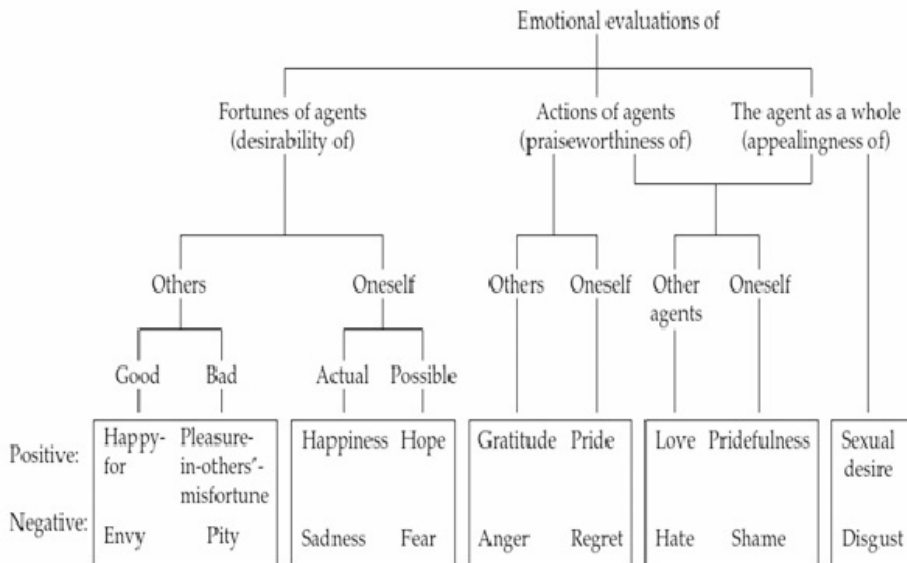 Emotional evaluations of
Fortunes of agents
(desirability of)
Actions of agents
(praiseworthiness of)
The agent as a whole
(appealingness of)
Others
Oneself
Others
Oneself
Other
agents
Oneself
Good
Bad
Actual
Possible
Positive:
Happy-
for
Pleasure-
in-others'-
misfortune
Happiness
Hope
Gratitude
Pride
Love
Pridefulness
Sexual
desire
Negative:
Envy
Pity
Sadness
Fear
Anger
Regret
Hate
Shame
Disgust